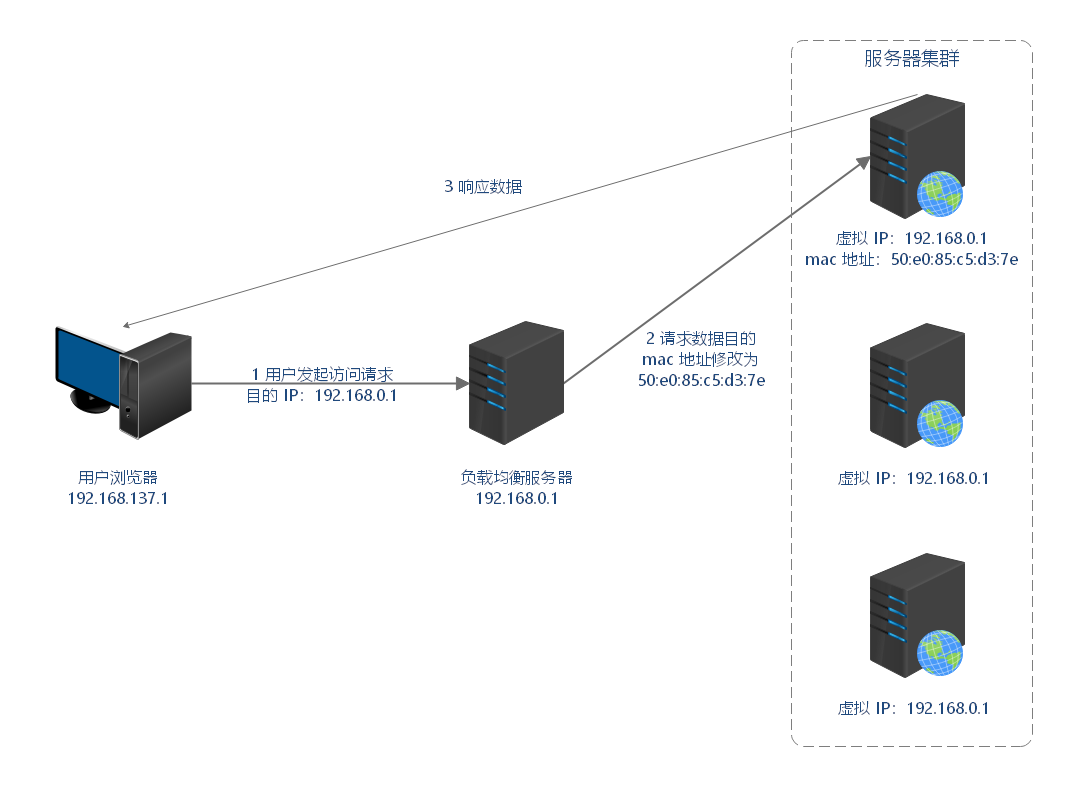 服务器集群
3 响应数据
虚拟 IP：192.168.0.1
mac 地址：50:e0:85:c5:d3:7e
2 请求数据目的
mac 地址修改为
50:e0:85:c5:d3:7e
1 用户发起访问请求
目的 IP：192.168.0.1
用户浏览器
192.168.137.1
负载均衡服务器
192.168.0.1
虚拟 IP：192.168.0.1
虚拟 IP：192.168.0.1